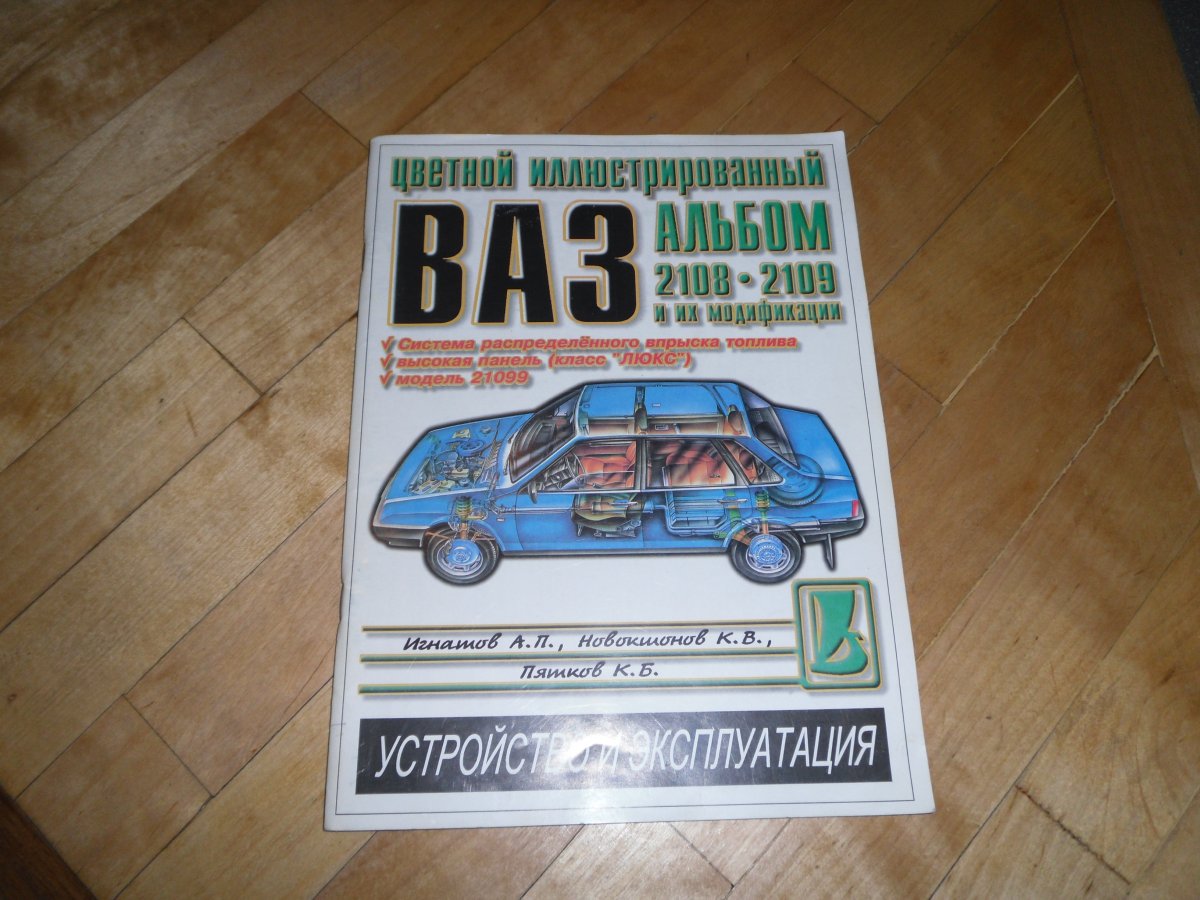 Цветной иллюстрированный
ВАЗ АЛЬБОМ
2108 • 2109
и их модификации
√ Система распределённого впрыска топлива
√ высокая панель (класс "ЛЮКС")
√ модель 21099
Игнатов А.П., Новокшонов К.В.,
Пятков К.Б.
УСТРОЙСТВО И ЭКСПЛУАТАЦИЯ